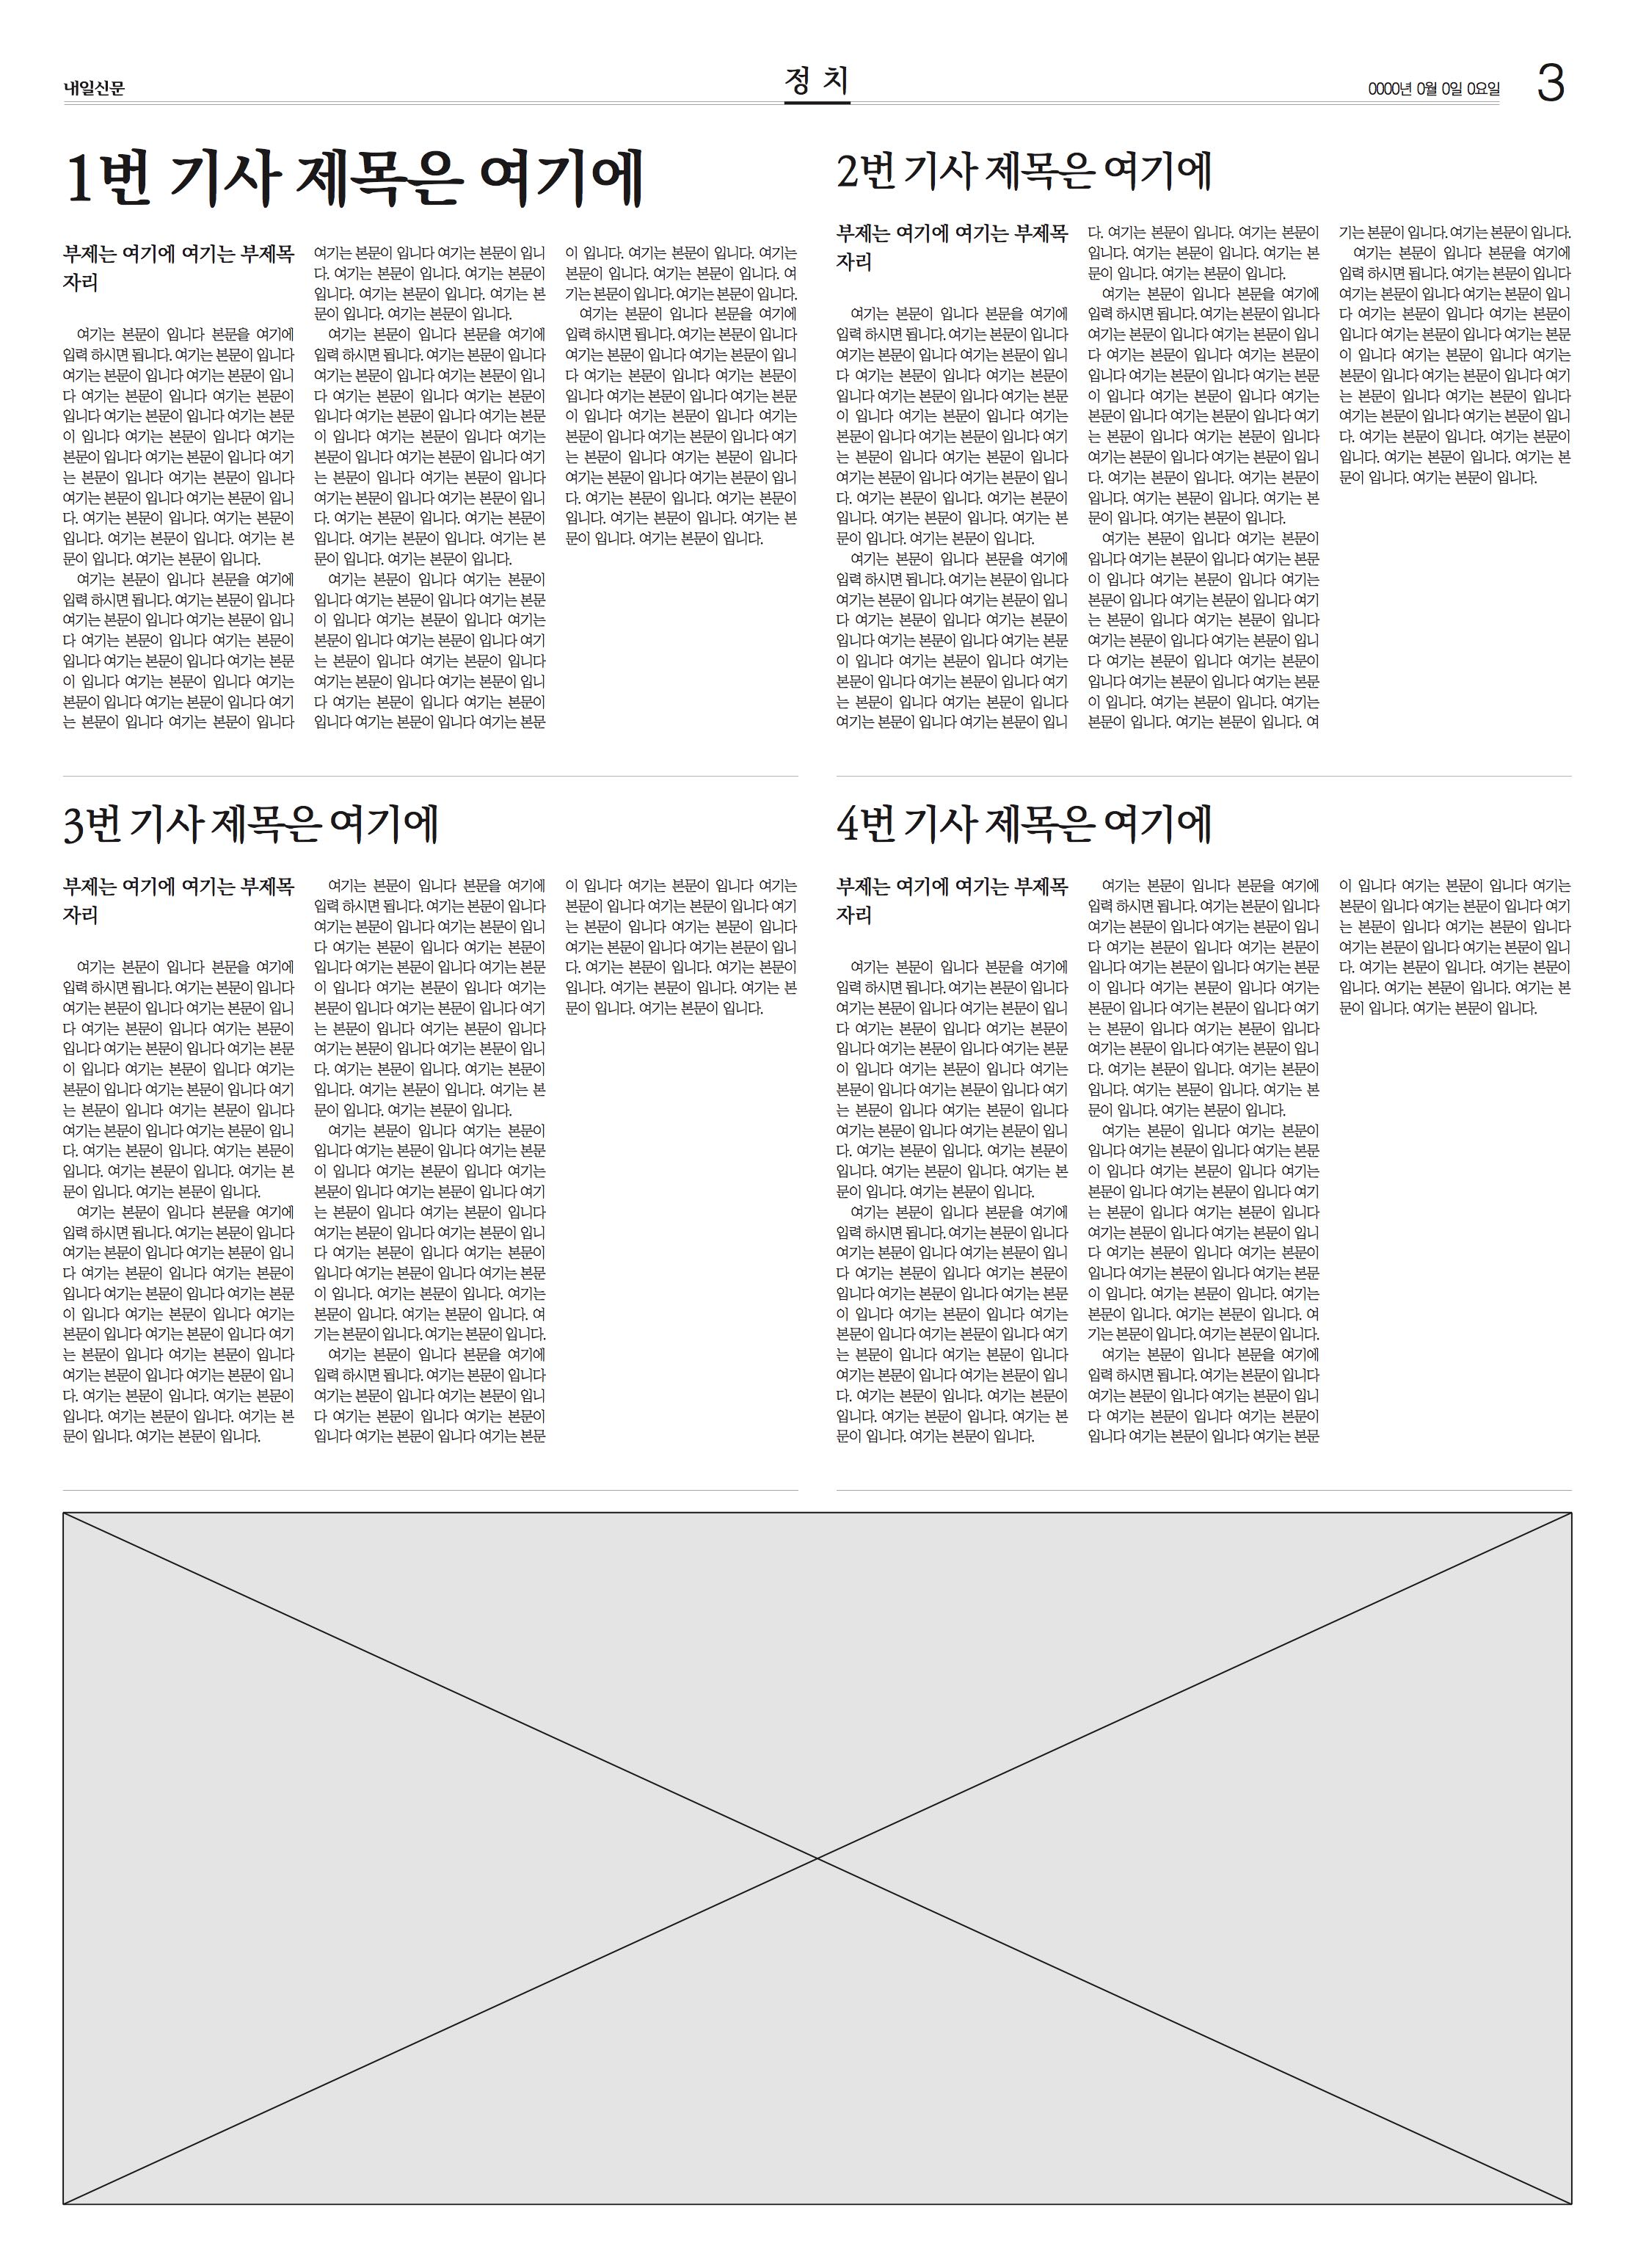 내일신문
정 치
0000년 0월 0일 0요일
3
1번 기사 제목은 여기에
부제는 여기에 여기는 부제목
자리
여기는 본문이 입니다 본문을 여기에
입력 하시면 됩니다. 여기는 본문이 입니다
여기는 본문이 입니다 여기는 본문이 입니
다 여기는 본문이 입니다 여기는 본문이
입니다 여기는 본문이 입니다 여기는 본문
이 입니다 여기는 본문이 입니다 여기는
본문이 입니다 여기는 본문이 입니다 여기
는 본문이 입니다 여기는 본문이 입니다
여기는 본문이 입니다 여기는 본문이 입니
다. 여기는 본문이 입니다. 여기는 본문이
입니다. 여기는 본문이 입니다. 여기는 본
문이 입니다. 여기는 본문이 입니다.
여기는 본문이 입니다 본문을 여기에
입력 하시면 됩니다. 여기는 본문이 입니다
여기는 본문이 입니다 여기는 본문이 입니
다 여기는 본문이 입니다 여기는 본문이
입니다 여기는 본문이 입니다 여기는 본문
이 입니다 여기는 본문이 입니다 여기는
본문이 입니다 여기는 본문이 입니다 여기
는 본문이 입니다 여기는 본문이 입니다
여기는 본문이 입니다 여기는 본문이 입니
다. 여기는 본문이 입니다. 여기는 본문이
입니다. 여기는 본문이 입니다. 여기는 본
문이 입니다. 여기는 본문이 입니다.
여기는 본문이 입니다 본문을 여기에
입력 하시면 됩니다. 여기는 본문이 입니다
여기는 본문이 입니다 여기는 본문이 입니
다 여기는 본문이 입니다 여기는 본문이
입니다 여기는 본문이 입니다 여기는 본문
이 입니다 여기는 본문이 입니다 여기는
본문이 입니다 여기는 본문이 입니다 여기
는 본문이 입니다 여기는 본문이 입니다
여기는 본문이 입니다 여기는 본문이 입니
다. 여기는 본문이 입니다. 여기는 본문이
입니다. 여기는 본문이 입니다. 여기는 본
문이 입니다. 여기는 본문이 입니다.
여기는 본문이 입니다 여기는 본문이
입니다 여기는 본문이 입니다 여기는 본문
이 입니다 여기는 본문이 입니다 여기는
본문이 입니다 여기는 본문이 입니다 여기
는 본문이 입니다 여기는 본문이 입니다
여기는 본문이 입니다 여기는 본문이 입니
다 여기는 본문이 입니다 여기는 본문이
입니다 여기는 본문이 입니다 여기는 본문
이 입니다. 여기는 본문이 입니다. 여기는
본문이 입니다. 여기는 본문이 입니다. 여
기는 본문이 입니다. 여기는 본문이 입니다.
여기는 본문이 입니다 본문을 여기에
입력 하시면 됩니다. 여기는 본문이 입니다
여기는 본문이 입니다 여기는 본문이 입니
다 여기는 본문이 입니다 여기는 본문이
입니다 여기는 본문이 입니다 여기는 본문
이 입니다 여기는 본문이 입니다 여기는
본문이 입니다 여기는 본문이 입니다 여기
는 본문이 입니다 여기는 본문이 입니다
여기는 본문이 입니다 여기는 본문이 입니
다. 여기는 본문이 입니다. 여기는 본문이
입니다. 여기는 본문이 입니다. 여기는 본
문이 입니다. 여기는 본문이 입니다.
2번 기사 제목은 여기에
부제는 여기에 여기는 부제목
자리
여기는 본문이 입니다 본문을 여기에
입력 하시면 됩니다. 여기는 본문이 입니다
여기는 본문이 입니다 여기는 본문이 입니
다 여기는 본문이 입니다 여기는 본문이
입니다 여기는 본문이 입니다 여기는 본문
이 입니다 여기는 본문이 입니다 여기는
본문이 입니다 여기는 본문이 입니다 여기
는 본문이 입니다 여기는 본문이 입니다
여기는 본문이 입니다 여기는 본문이 입니
다. 여기는 본문이 입니다. 여기는 본문이
입니다. 여기는 본문이 입니다. 여기는 본
문이 입니다. 여기는 본문이 입니다.
여기는 본문이 입니다 본문을 여기에
입력 하시면 됩니다. 여기는 본문이 입니다
여기는 본문이 입니다 여기는 본문이 입니
다 여기는 본문이 입니다 여기는 본문이
입니다 여기는 본문이 입니다 여기는 본문
이 입니다 여기는 본문이 입니다 여기는
본문이 입니다 여기는 본문이 입니다 여기
는 본문이 입니다 여기는 본문이 입니다
여기는 본문이 입니다 여기는 본문이 입니
다. 여기는 본문이 입니다. 여기는 본문이
입니다. 여기는 본문이 입니다. 여기는 본
문이 입니다. 여기는 본문이 입니다.
여기는 본문이 입니다 본문을 여기에
입력 하시면 됩니다. 여기는 본문이 입니다
여기는 본문이 입니다 여기는 본문이 입니
다 여기는 본문이 입니다 여기는 본문이
입니다 여기는 본문이 입니다 여기는 본문
이 입니다 여기는 본문이 입니다 여기는
본문이 입니다 여기는 본문이 입니다 여기
는 본문이 입니다 여기는 본문이 입니다
여기는 본문이 입니다 여기는 본문이 입니
다. 여기는 본문이 입니다. 여기는 본문이
입니다. 여기는 본문이 입니다. 여기는 본
문이 입니다. 여기는 본문이 입니다.
여기는 본문이 입니다 여기는 본문이
입니다 여기는 본문이 입니다 여기는 본문
이 입니다 여기는 본문이 입니다 여기는
본문이 입니다 여기는 본문이 입니다 여기
는 본문이 입니다 여기는 본문이 입니다
여기는 본문이 입니다 여기는 본문이 입니
다 여기는 본문이 입니다 여기는 본문이
입니다 여기는 본문이 입니다 여기는 본문
이 입니다. 여기는 본문이 입니다. 여기는
본문이 입니다. 여기는 본문이 입니다. 여
기는 본문이 입니다. 여기는 본문이 입니다.
여기는 본문이 입니다 본문을 여기에
입력 하시면 됩니다. 여기는 본문이 입니다
여기는 본문이 입니다 여기는 본문이 입니
다 여기는 본문이 입니다 여기는 본문이
입니다 여기는 본문이 입니다 여기는 본문
이 입니다 여기는 본문이 입니다 여기는
본문이 입니다 여기는 본문이 입니다 여기
는 본문이 입니다 여기는 본문이 입니다
여기는 본문이 입니다 여기는 본문이 입니
다. 여기는 본문이 입니다. 여기는 본문이
입니다. 여기는 본문이 입니다. 여기는 본
문이 입니다. 여기는 본문이 입니다.
3번 기사 제목은 여기에
부제는 여기에 여기는 부제목
자리
여기는 본문이 입니다 본문을 여기에
입력 하시면 됩니다. 여기는 본문이 입니다
여기는 본문이 입니다 여기는 본문이 입니
다 여기는 본문이 입니다 여기는 본문이
입니다 여기는 본문이 입니다 여기는 본문
이 입니다 여기는 본문이 입니다 여기는
본문이 입니다 여기는 본문이 입니다 여기
는 본문이 입니다 여기는 본문이 입니다
여기는 본문이 입니다 여기는 본문이 입니
다. 여기는 본문이 입니다. 여기는 본문이
입니다. 여기는 본문이 입니다. 여기는 본
문이 입니다. 여기는 본문이 입니다.
여기는 본문이 입니다 본문을 여기에
입력 하시면 됩니다. 여기는 본문이 입니다
여기는 본문이 입니다 여기는 본문이 입니
다 여기는 본문이 입니다 여기는 본문이
입니다 여기는 본문이 입니다 여기는 본문
이 입니다 여기는 본문이 입니다 여기는
본문이 입니다 여기는 본문이 입니다 여기
는 본문이 입니다 여기는 본문이 입니다
여기는 본문이 입니다 여기는 본문이 입니
다. 여기는 본문이 입니다. 여기는 본문이
입니다. 여기는 본문이 입니다. 여기는 본
문이 입니다. 여기는 본문이 입니다.
여기는 본문이 입니다 본문을 여기에
입력 하시면 됩니다. 여기는 본문이 입니다
여기는 본문이 입니다 여기는 본문이 입니
다 여기는 본문이 입니다 여기는 본문이
입니다 여기는 본문이 입니다 여기는 본문
이 입니다 여기는 본문이 입니다 여기는
본문이 입니다 여기는 본문이 입니다 여기
는 본문이 입니다 여기는 본문이 입니다
여기는 본문이 입니다 여기는 본문이 입니
다. 여기는 본문이 입니다. 여기는 본문이
입니다. 여기는 본문이 입니다. 여기는 본
문이 입니다. 여기는 본문이 입니다.
여기는 본문이 입니다 여기는 본문이
입니다 여기는 본문이 입니다 여기는 본문
이 입니다 여기는 본문이 입니다 여기는
본문이 입니다 여기는 본문이 입니다 여기
는 본문이 입니다 여기는 본문이 입니다
여기는 본문이 입니다 여기는 본문이 입니
다 여기는 본문이 입니다 여기는 본문이
입니다 여기는 본문이 입니다 여기는 본문
이 입니다. 여기는 본문이 입니다. 여기는
본문이 입니다. 여기는 본문이 입니다. 여
기는 본문이 입니다. 여기는 본문이 입니다.
여기는 본문이 입니다 본문을 여기에
입력 하시면 됩니다. 여기는 본문이 입니다
여기는 본문이 입니다 여기는 본문이 입니
다 여기는 본문이 입니다 여기는 본문이
입니다 여기는 본문이 입니다 여기는 본문
이 입니다 여기는 본문이 입니다 여기는
본문이 입니다 여기는 본문이 입니다 여기
는 본문이 입니다 여기는 본문이 입니다
여기는 본문이 입니다 여기는 본문이 입니
다. 여기는 본문이 입니다. 여기는 본문이
입니다. 여기는 본문이 입니다. 여기는 본
문이 입니다. 여기는 본문이 입니다.
4번 기사 제목은 여기에
부제는 여기에 여기는 부제목
자리
여기는 본문이 입니다 본문을 여기에
입력 하시면 됩니다. 여기는 본문이 입니다
여기는 본문이 입니다 여기는 본문이 입니
다 여기는 본문이 입니다 여기는 본문이
입니다 여기는 본문이 입니다 여기는 본문
이 입니다 여기는 본문이 입니다 여기는
본문이 입니다 여기는 본문이 입니다 여기
는 본문이 입니다 여기는 본문이 입니다
여기는 본문이 입니다 여기는 본문이 입니
다. 여기는 본문이 입니다. 여기는 본문이
입니다. 여기는 본문이 입니다. 여기는 본
문이 입니다. 여기는 본문이 입니다.
여기는 본문이 입니다 본문을 여기에
입력 하시면 됩니다. 여기는 본문이 입니다
여기는 본문이 입니다 여기는 본문이 입니
다 여기는 본문이 입니다 여기는 본문이
입니다 여기는 본문이 입니다 여기는 본문
이 입니다 여기는 본문이 입니다 여기는
본문이 입니다 여기는 본문이 입니다 여기
는 본문이 입니다 여기는 본문이 입니다
여기는 본문이 입니다 여기는 본문이 입니
다. 여기는 본문이 입니다. 여기는 본문이
입니다. 여기는 본문이 입니다. 여기는 본
문이 입니다. 여기는 본문이 입니다.
여기는 본문이 입니다 본문을 여기에
입력 하시면 됩니다. 여기는 본문이 입니다
여기는 본문이 입니다 여기는 본문이 입니
다 여기는 본문이 입니다 여기는 본문이
입니다 여기는 본문이 입니다 여기는 본문
이 입니다 여기는 본문이 입니다 여기는
본문이 입니다 여기는 본문이 입니다 여기
는 본문이 입니다 여기는 본문이 입니다
여기는 본문이 입니다 여기는 본문이 입니
다. 여기는 본문이 입니다. 여기는 본문이
입니다. 여기는 본문이 입니다. 여기는 본
문이 입니다. 여기는 본문이 입니다.
여기는 본문이 입니다 여기는 본문이
입니다 여기는 본문이 입니다 여기는 본문
이 입니다 여기는 본문이 입니다 여기는
본문이 입니다 여기는 본문이 입니다 여기
는 본문이 입니다 여기는 본문이 입니다
여기는 본문이 입니다 여기는 본문이 입니
다 여기는 본문이 입니다 여기는 본문이
입니다 여기는 본문이 입니다 여기는 본문
이 입니다. 여기는 본문이 입니다. 여기는
본문이 입니다. 여기는 본문이 입니다. 여
기는 본문이 입니다. 여기는 본문이 입니다.
여기는 본문이 입니다 본문을 여기에
입력 하시면 됩니다. 여기는 본문이 입니다
여기는 본문이 입니다 여기는 본문이 입니
다 여기는 본문이 입니다 여기는 본문이
입니다 여기는 본문이 입니다 여기는 본문
이 입니다 여기는 본문이 입니다 여기는
본문이 입니다 여기는 본문이 입니다 여기
는 본문이 입니다 여기는 본문이 입니다
여기는 본문이 입니다 여기는 본문이 입니
다. 여기는 본문이 입니다. 여기는 본문이
입니다. 여기는 본문이 입니다. 여기는 본
문이 입니다. 여기는 본문이 입니다.